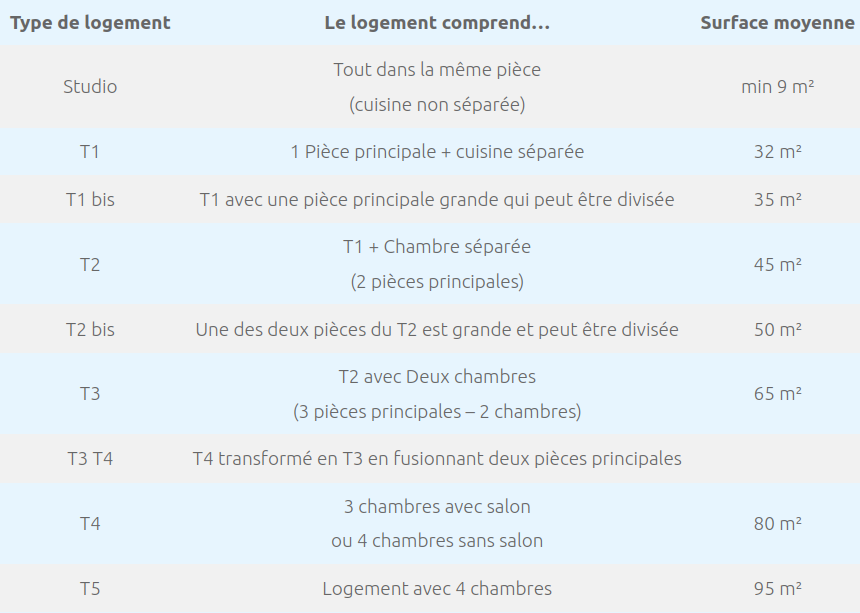 Type de logement Le logement comprend… Surface moyenne
Studio Tout dans la même pièce min 9 m²
(cuisine non séparée)
T1 1 Pièce principale + cuisine séparée 32 m²
T1 bis T1 avec une pièce principale grande qui peut être divisée 35 m²
T2 T1 + Chambre séparée 45 m²
(2 pièces principales)
T2 bis Une des deux pièces du T2 est grande et peut être divisée 50 m²
T3 T2 avec Deux chambres 65 m²
(3 pièces principales – 2 chambres)
T3 T4 T4 transformé en T3 en fusionnant deux pièces principales
T4 3 chambres avec salon 80 m²
ou 4 chambres sans salon
T5 Logement avec 4 chambres 95 m²